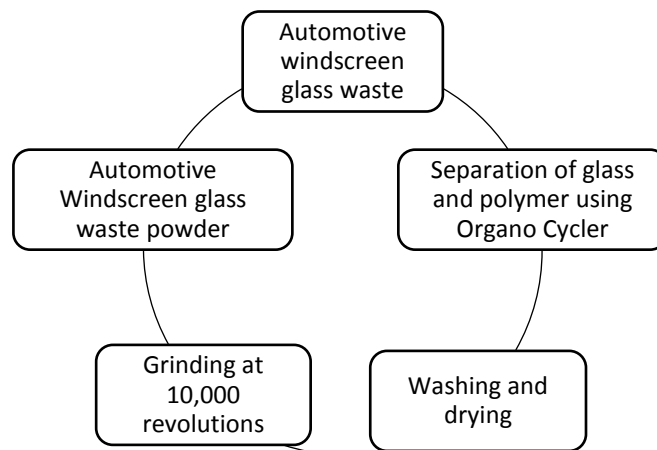 Automotive
windscreen
glass waste
Separation of glass
and polymer using
Organo Cycler
Washing and
drying
Grinding at
10,000
revolutions
Automotive
Windscreen glass
waste powder